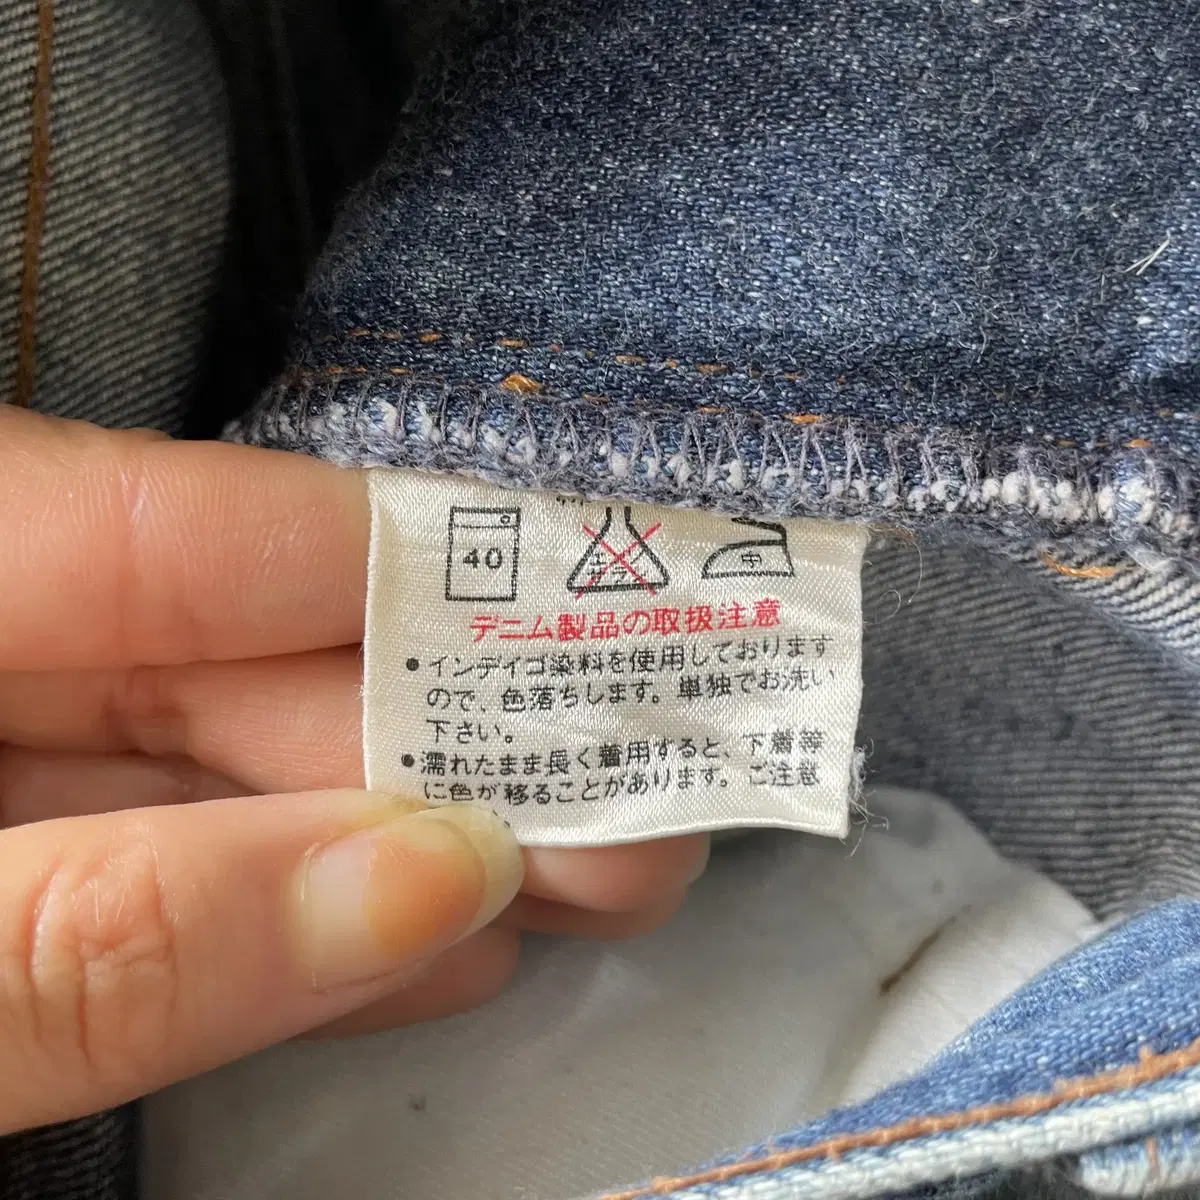 40
中
デニム製品の取扱注意
●インデイゴ染料を使用しております
ので、色落ちします。単独でお洗い
下さい。
●濡れたまま長く着用すると、下着等
に色が移ることがあります。ご注意